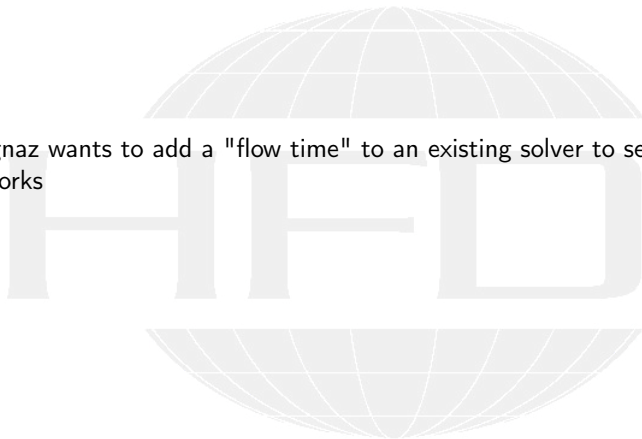 gnaz wants to add a "flow time" to an existing solver to se
orks
HFD